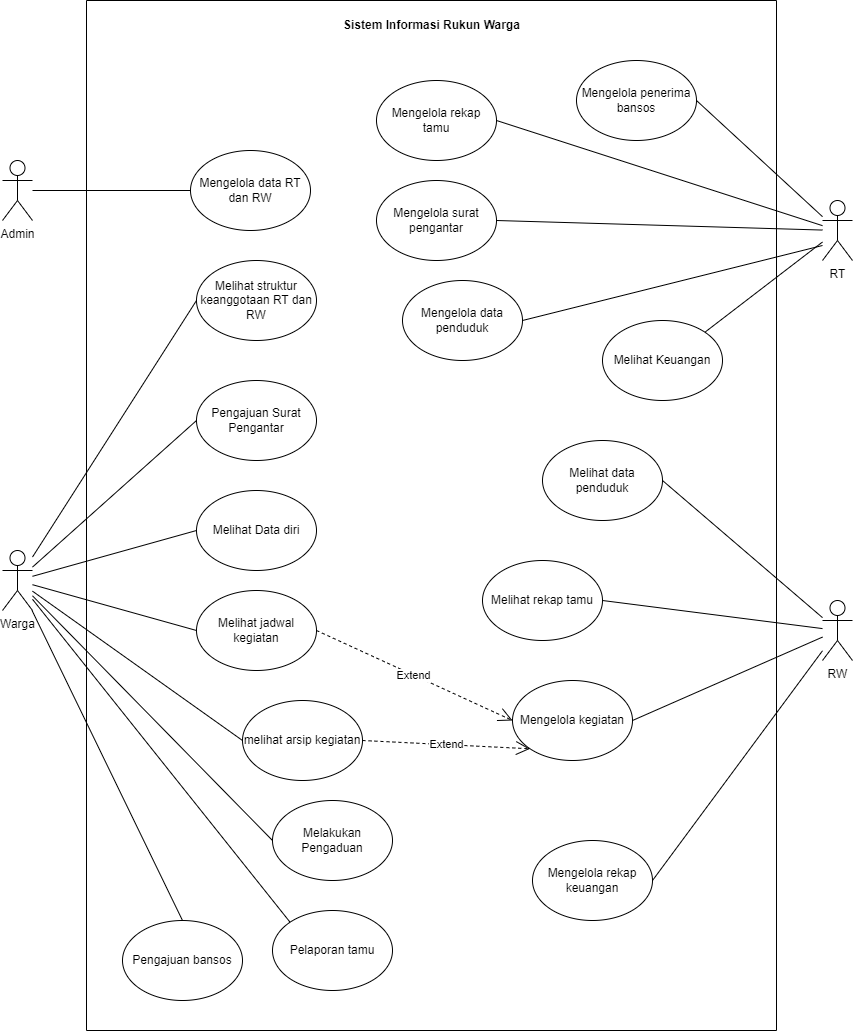 Sistem Informasi Rukun Warga
Mengelola penerima
bansos
Mengelola rekap
tamu
Mengelola data RT
dan RW
Admin
Mengelola surat
pengantar
RT
Melihat struktur
keanggotaan RT dan
RW
Mengelola data
penduduk
Melihat Keuangan
Pengajuan Surat
Pengantar
Melihat data
penduduk
Melihat Data diri
Melihat rekap tamu
Warga
Melihat jadwal
kegiatan
RW
Extend
Mengelola kegiatan
melihat arsip kegiatan
Extend
Melakukan
Pengaduan
Mengelola rekap
keuangan
Pengajuan bansos
Pelaporan tamu